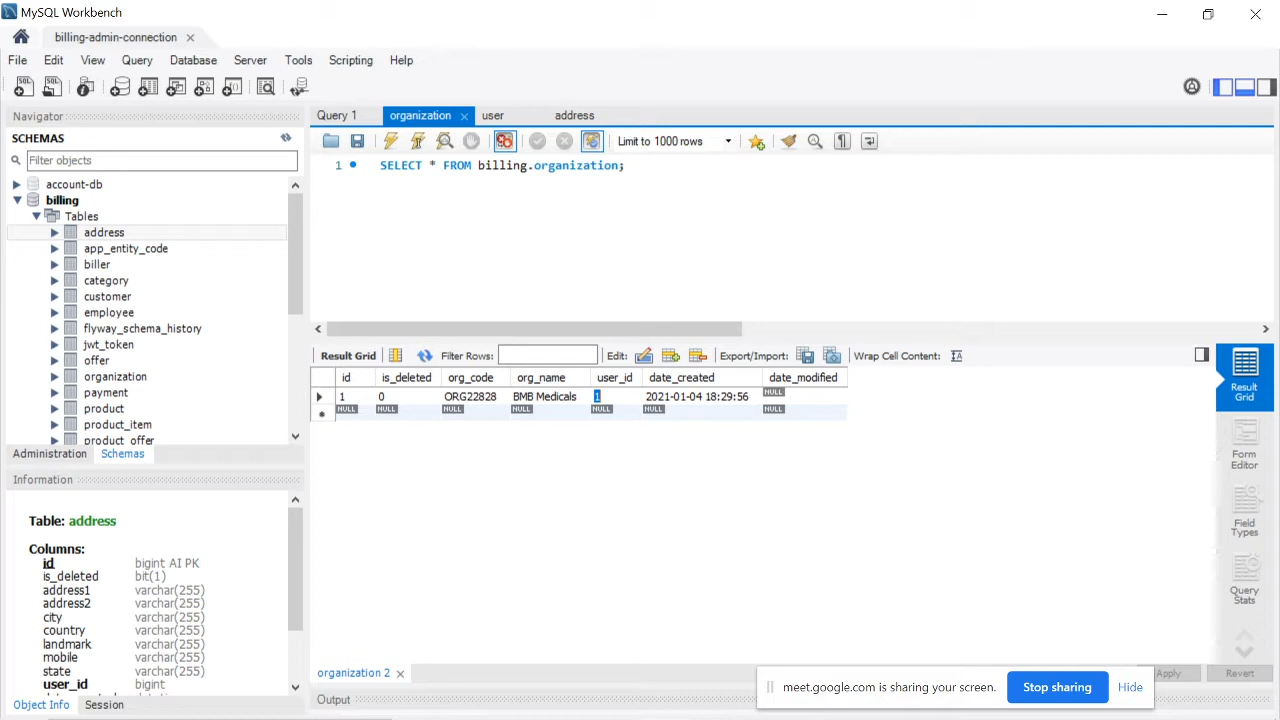 MySQL Workbench
billing-admin-connection
File Edit View Query Database Server Tools Scripting Help
Navigator
SCHEMAS
Filter objects
account-db
billing
Tables
address
app_entity_code
biller
category
customer
employee
flyway_schema_history
jwt_token
offer
organization
payment
product
product_item
product_offer
Administration Schemas
Information
Table: address
Columns:
id bigint AI PK
is_deleted bit(1)
address1 varchar(255)
address2 varchar(255)
city varchar(255)
country varchar(255)
landmark varchar(255)
mobile varchar(255)
state varchar(255)
user_id bigint
Object Info Session
Query 1 organization user address
Limit to 1000 rows
1 SELECT * FROM billing.organization;
Result Grid Filter Rows: Edit: Export/Import: Wrap Cell Content:
id is_deleted org_code org_name user_id date_created date_modified
1 0 ORG22828 BMB Medicals 1 2021-01-04 18:29:56 NULL
NULL NULL NULL NULL NULL NULL NULL
Result
Grid
Form
Editor
Field
Types
Query
Stats
organization 2
Apply Revert
Output
meet.google.com is sharing your screen. Stop sharing Hide